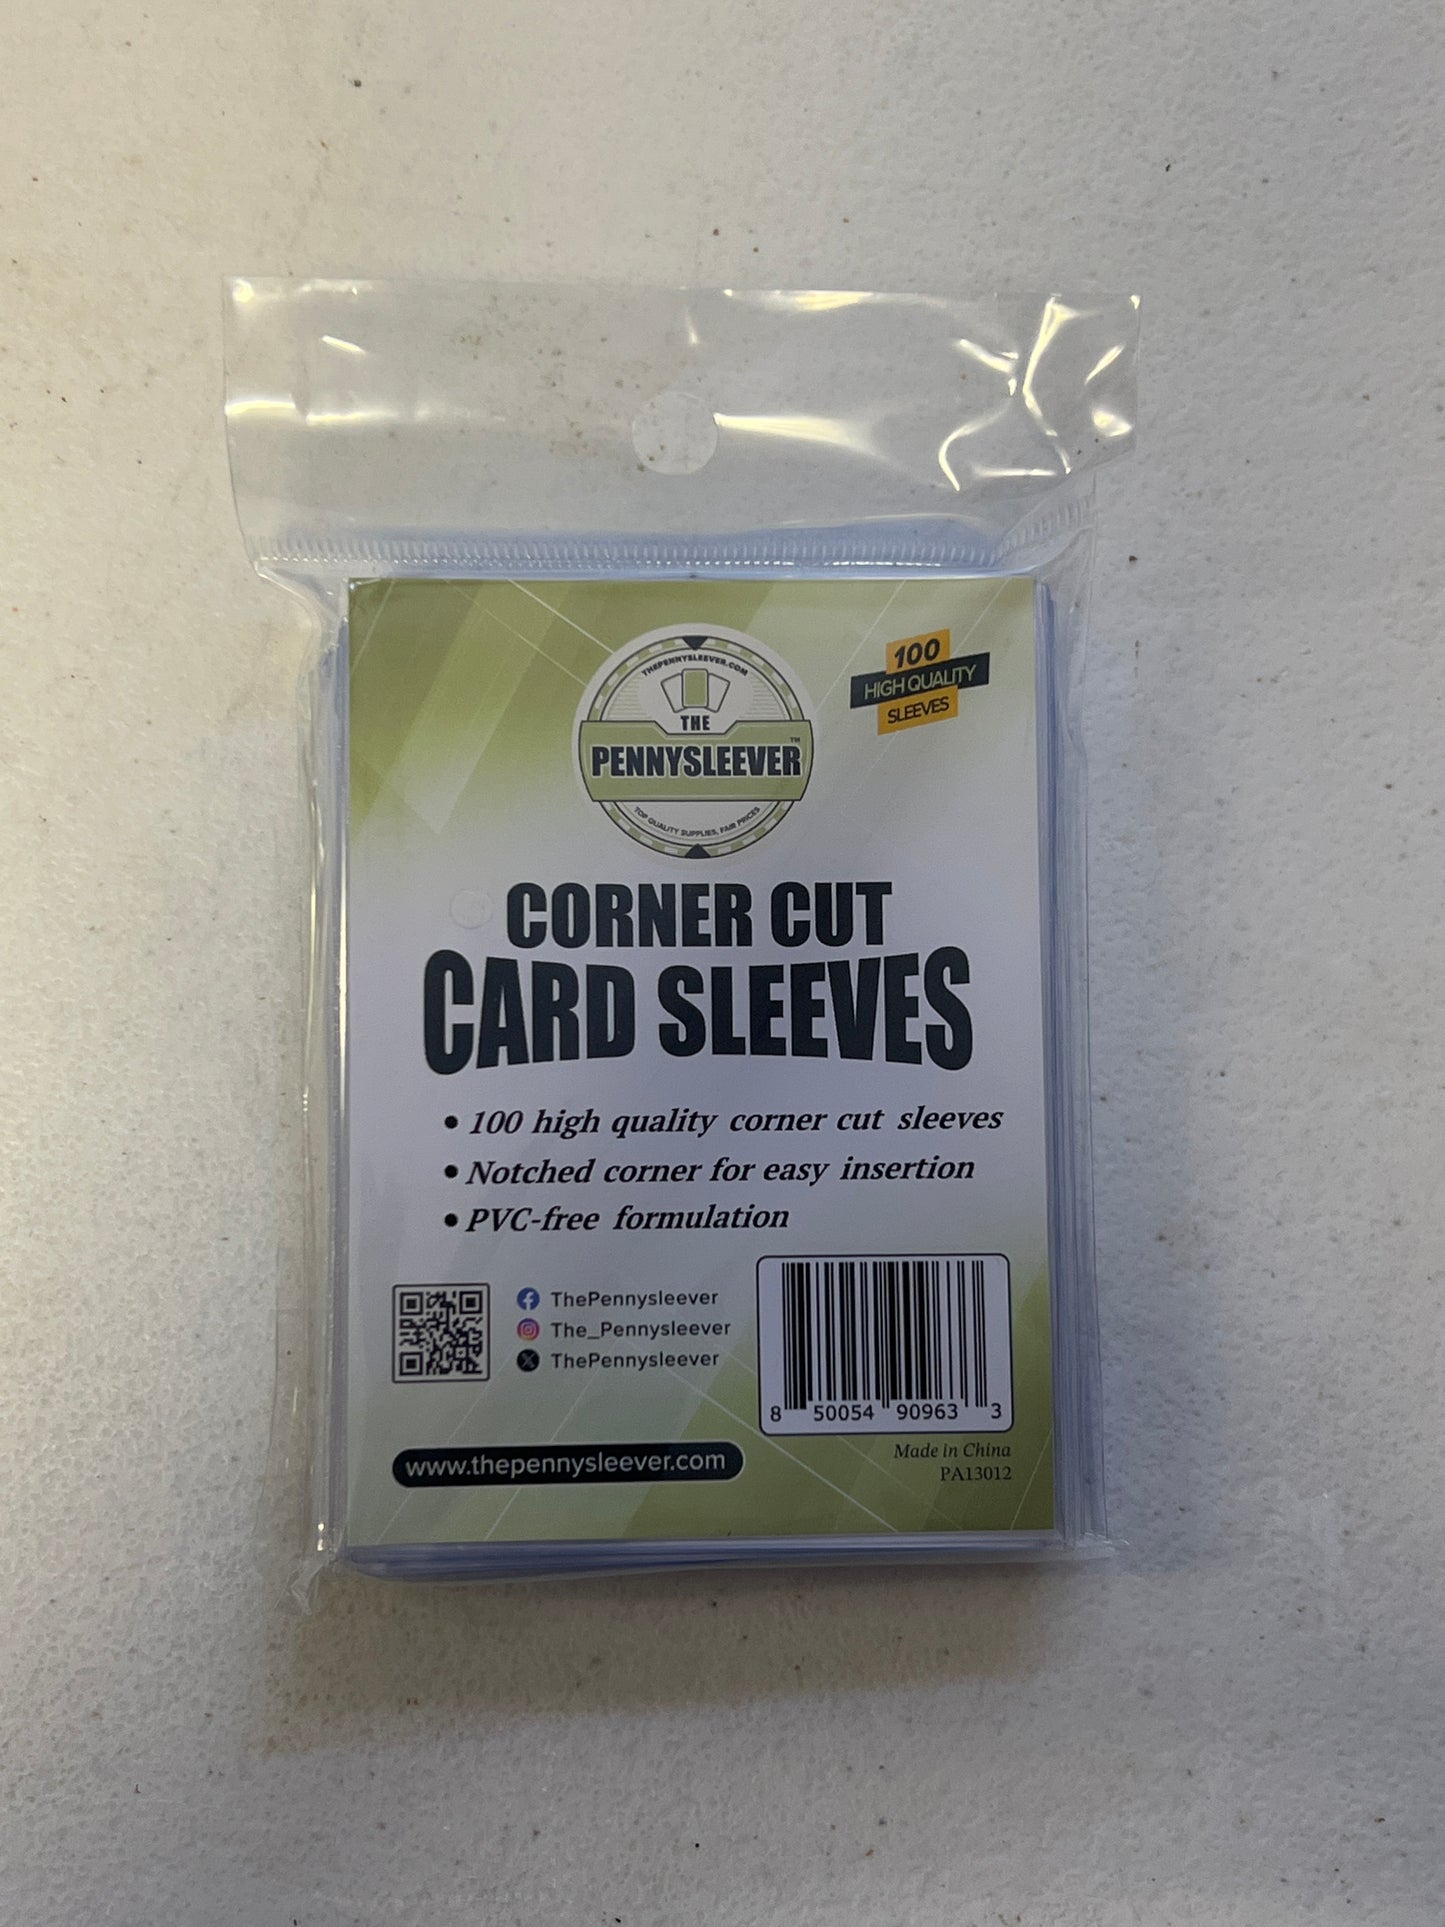 THEPENNYSLEEVER.COM
THE
PENNYSLEEVER™
TOP QUALITY SUPPLIES, FAIR PRICES
100
HIGH QUALITY
SLEEVES
CORNER CUT
CARD SLEEVES
• 100 high quality corner cut sleeves
• Notched corner for easy insertion
• PVC-free formulation
ThePennysleever
The_Pennysleever
ThePennysleever
8 50054 90963 3
www.thepennysleever.com
Made in China
PA13012